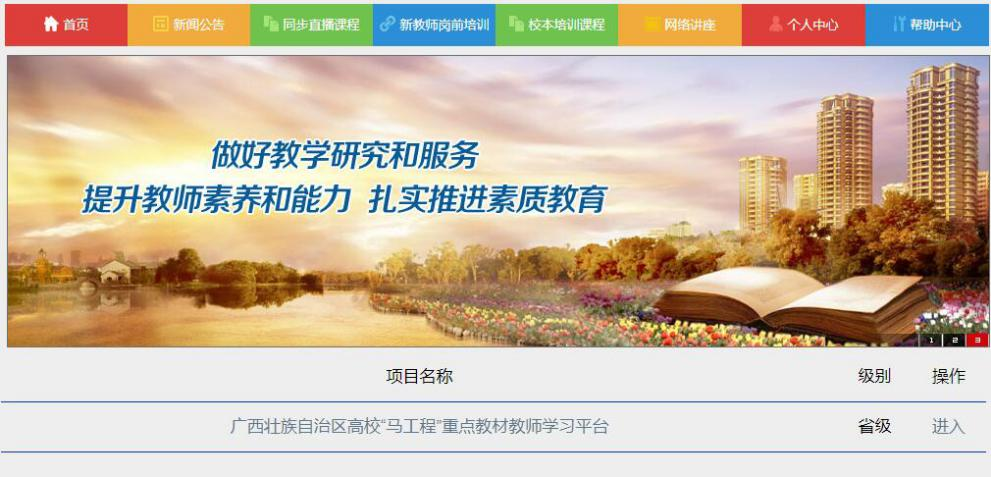 首页 新闻公告 同步直播课程 新教师岗前培训 校本培训课程 网络讲座 个人中心 帮助中心
做好教学研究和服务
提升教师素养和能力 扎实推进素质教育
1 2 3
项目名称 级别 操作
广西壮族自治区高校“马工程”重点教材教师学习平台 省级 进入